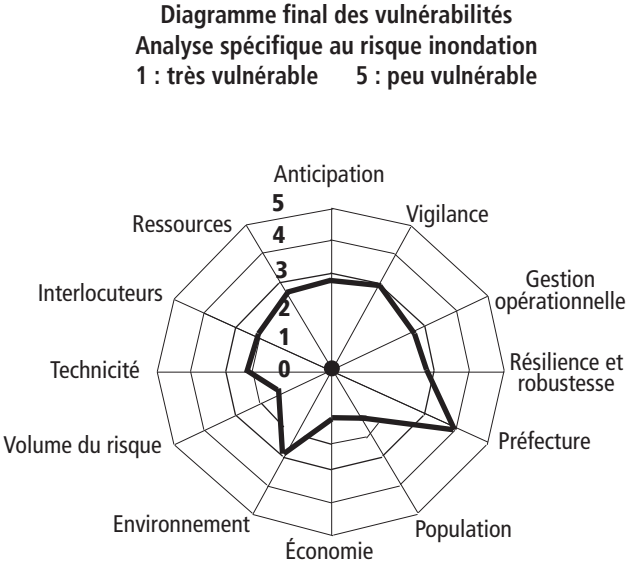 Diagramme final des vulnérabilités
Analyse spécifique au risque inondation
1 : très vulnérable 5 : peu vulnérable
Anticipation
5
Vigilance
Ressources
4
3
Gestion
opérationnelle
Interlocuteurs
2
1
Technicité
0
Résilience et
robustesse
Volume du risque
Préfecture
Environnement
Population
Économie